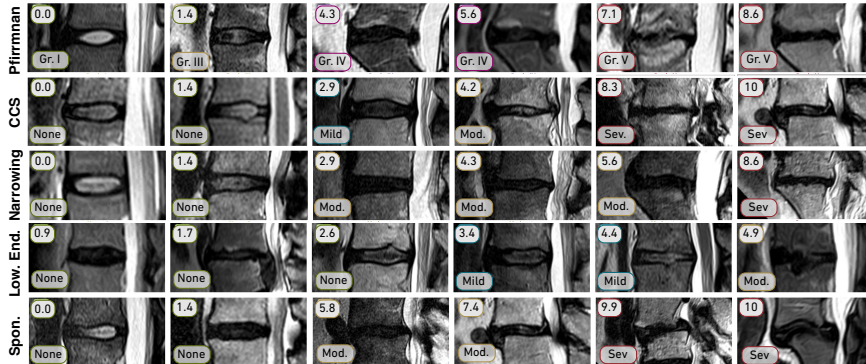 Pfirrmnan 0.0 1.4 4.3 5.6 7.1 8.6
Gr. I Gr. III Gr. IV Gr. IV Gr. V Gr. V
CCS 0.0 1.4 2.9 4.2 8.3 10
None None Mild Mod. Sev. Sev
Narrowing 0.0 1.4 2.9 4.3 5.6 8.6
None None Mod. Mod. Mod. Sev
Low. End. 0.9 1.7 2.6 3.4 4.4 4.9
None None None Mild Mild Mod.
Spon. 0.0 1.4 5.8 7.4 9.9 10
None None Mod. Mod. Sev Sev